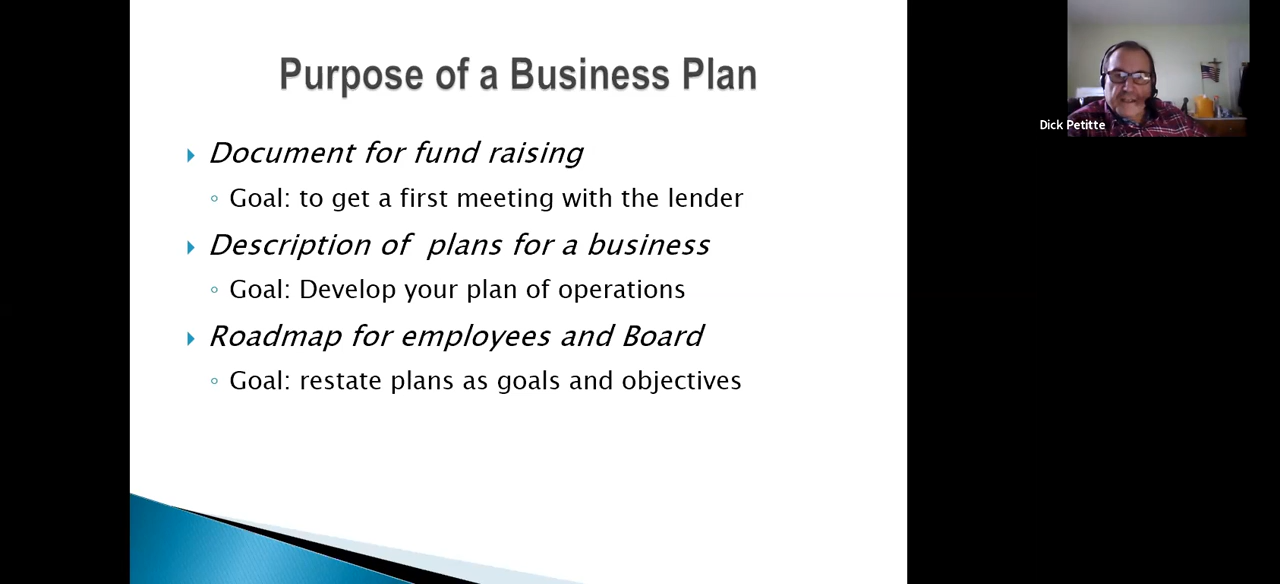 Purpose of a Business Plan
Document for fund raising
Goal: to get a first meeting with the lender
Description of plans for a business
Goal: Develop your plan of operations
Roadmap for employees and Board
Goal: restate plans as goals and objectives
Dick Petitte